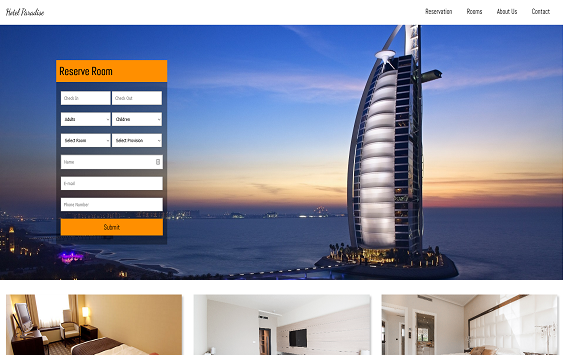 Hotel Paradise
Reservation Rooms About Us Contact
Reserve Room
Check In Check Out
Adults Children
Select Room Select Provision
Name
E-mail
Phone Number
Submit